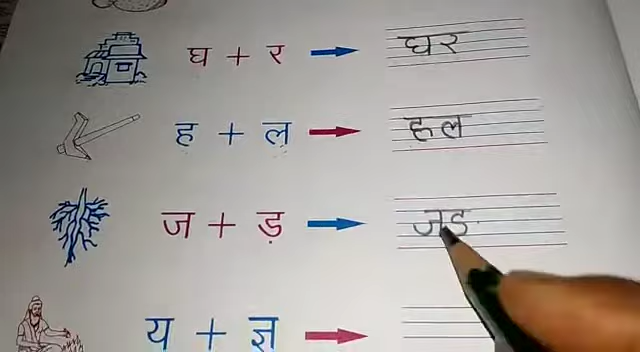 घ + र → घर
ह + ल → हल
ज + ड़ → जड
य + ज्ञ →